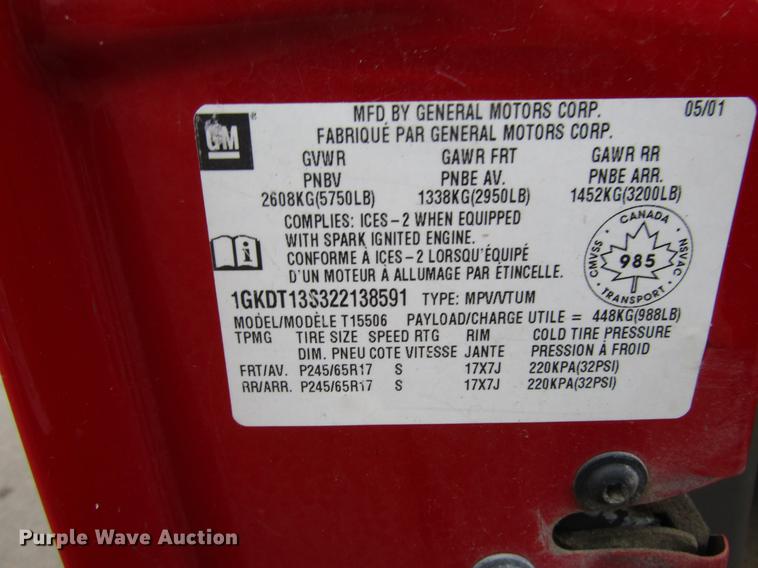 GM
®
MFD BY GENERAL MOTORS CORP. 05/01
FABRIQUÉ PAR GENERAL MOTORS CORP.
GVWR GAWR FRT GAWR RR
PNBV PNBE AV. PNBE ARR.
2608KG(5750LB) 1338KG(2950LB) 1452KG(3200LB)
COMPLIES: ICES-2 WHEN EQUIPPED
WITH SPARK IGNITED ENGINE.
CONFORME À ICES-2 LORSQU'ÉQUIPÉ
D'UN MOTEUR À ALLUMAGE PAR ÉTINCELLE.
i
CANADA
CMVSS 985 NSVAC
TRANSPORT
1GKDT13S322138591 TYPE: MPV/VTUM
MODEL/MODÈLE T15506 PAYLOAD/CHARGE UTILE = 448KG(988LB)
TPMG TIRE SIZE SPEED RTG RIM COLD TIRE PRESSURE
DIM. PNEU COTE VITESSE JANTE PRESSION À FROID
FRT/AV. P245/65R17 S 17X7J 220KPA(32PSI)
RR/ARR. P245/65R17 S 17X7J 220KPA(32PSI)
Purple Wave Auction